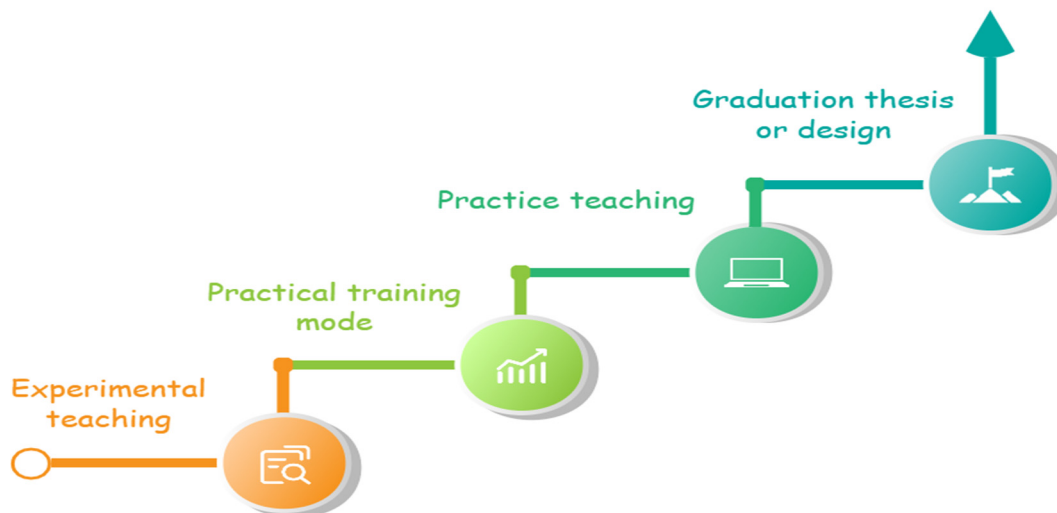 Graduation thesis
or design
Practice teaching
Practical training
mode
Experimental
teaching